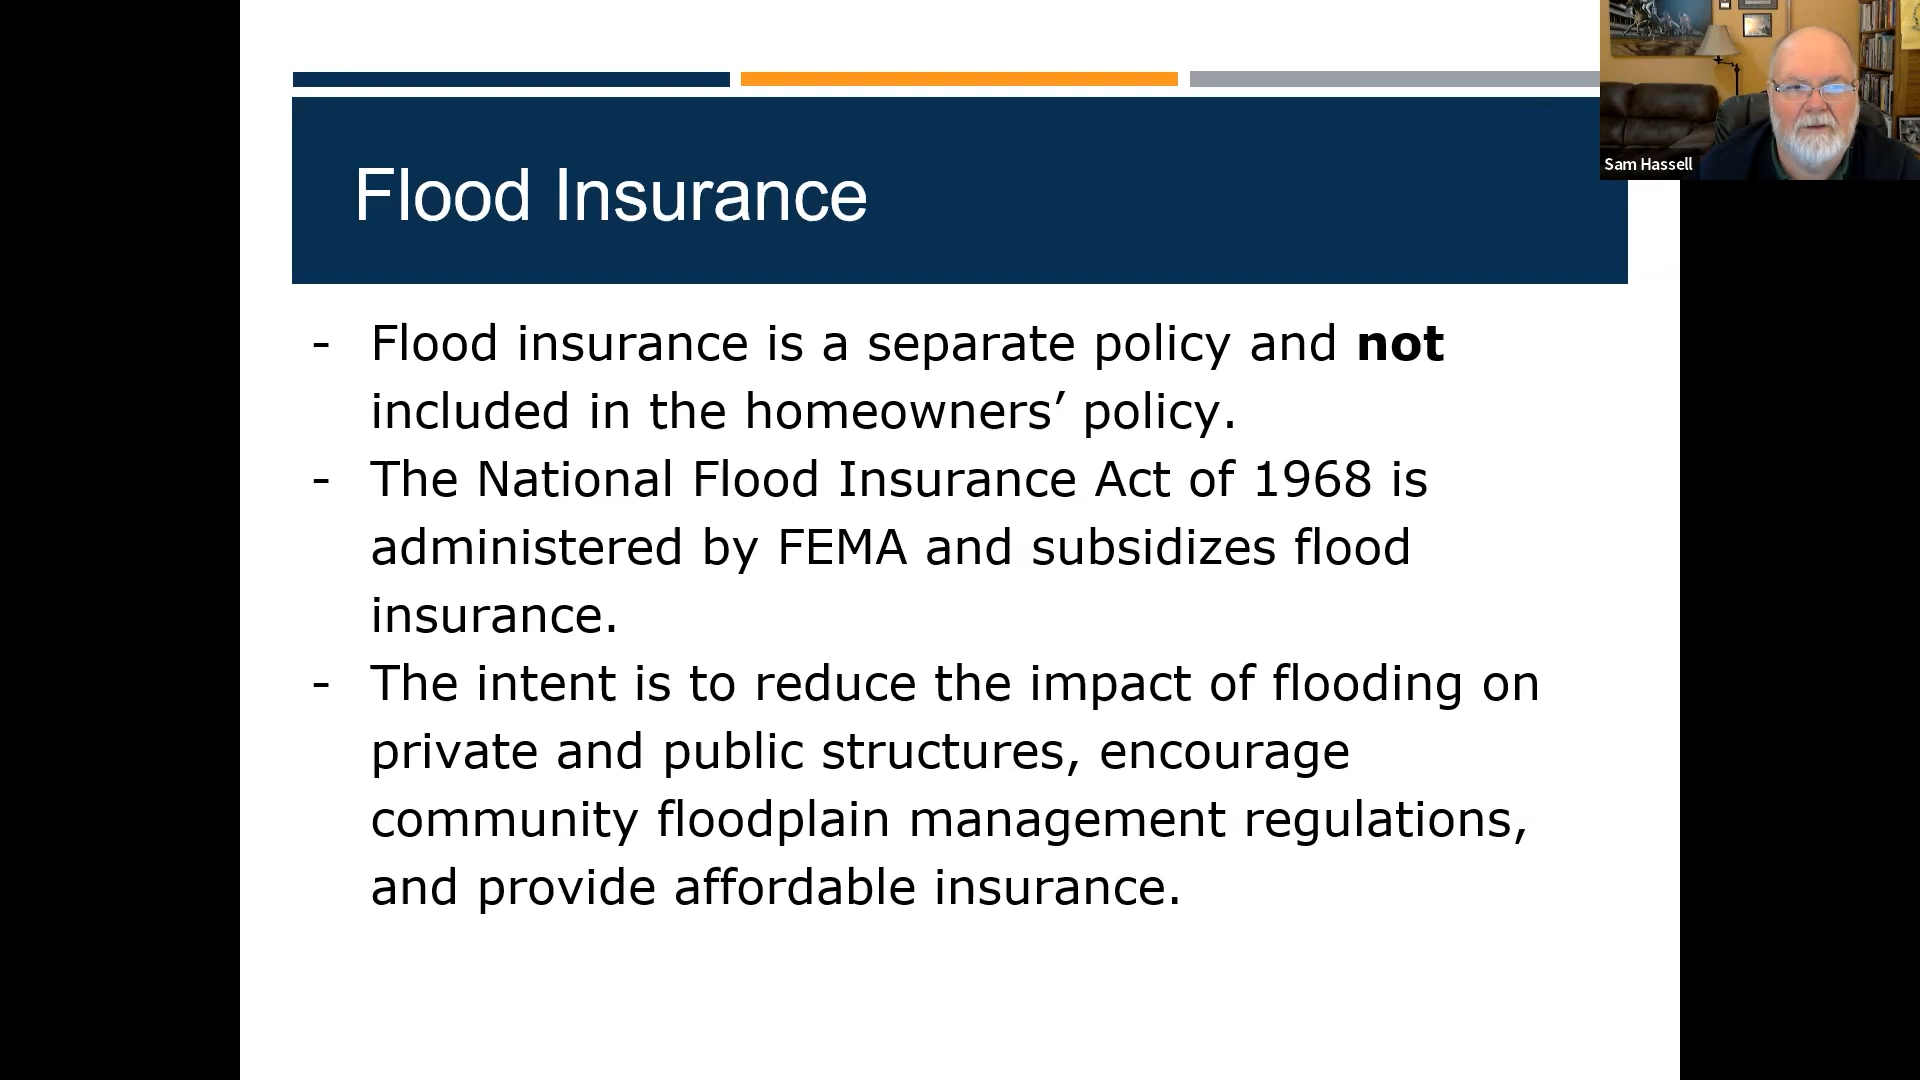 Flood Insurance
Sam Hassell
- Flood insurance is a separate policy and not
included in the homeowners’ policy.
- The National Flood Insurance Act of 1968 is
administered by FEMA and subsidizes flood
insurance.
- The intent is to reduce the impact of flooding on
private and public structures, encourage
community floodplain management regulations,
and provide affordable insurance.